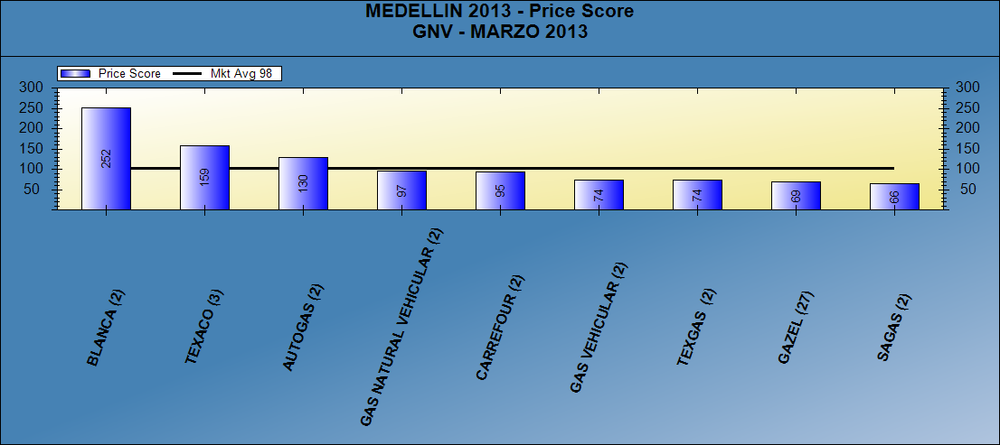 MEDELLIN 2013 - Price Score
GNV - MARZO 2013
Price Score Mkt Avg 98
300 300
250 250
200 200
150 150
100 100
50 50
252 159 130 97 95 74 74 69 66
BLANCA (2)
TEXACO (3)
AUTOGAS (2)
GAS NATURAL VEHICULAR (2)
CARREFOUR (2)
GAS VEHICULAR (2)
TEXGAS (2)
GAZEL (27)
SAGAS (2)